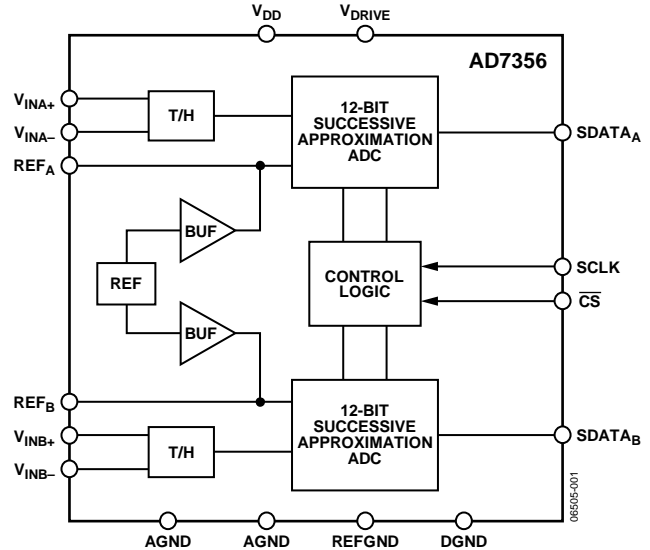 VDD
VDRIVE
AD7356
VINA+
VINA–
REFA
T/H
12-BIT
SUCCESSIVE
APPROXIMATION
ADC
SDATAA
BUF
REF
CONTROL
LOGIC
SCLK
CS
BUF
REFB
VINB+
VINB–
T/H
12-BIT
SUCCESSIVE
APPROXIMATION
ADC
SDATAB
06505-001
AGND
AGND
REFGND
DGND